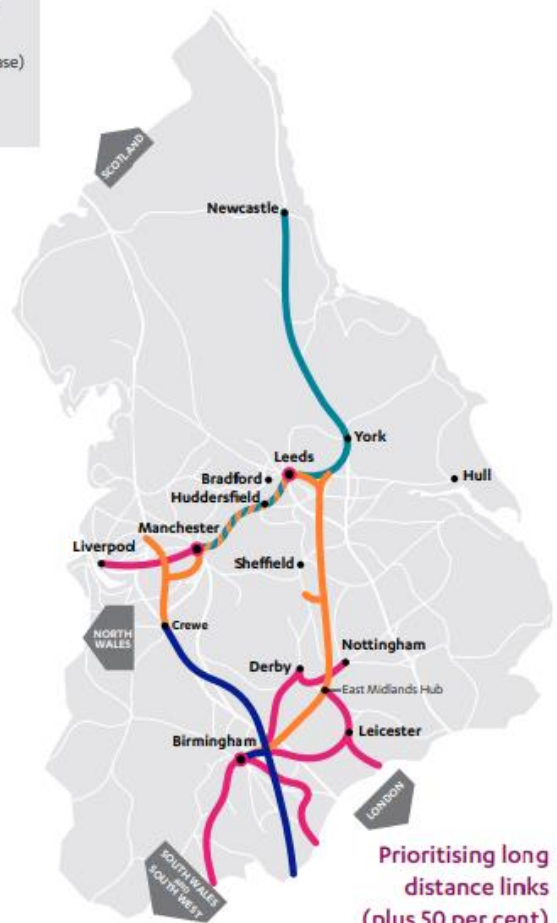 SCOTLAND
Newcastle
York
Leeds
Bradford
Hull
Huddersfield
Manchester
Liverpool
Sheffield
Crewe
NORTH
WALES
Nottingham
Derby
East Midlands Hub
Leicester
Birmingham
LONDON
SOUTH WALES
AND
SOUTH WEST
Prioritising long
distance links
(plus 50 per cent)